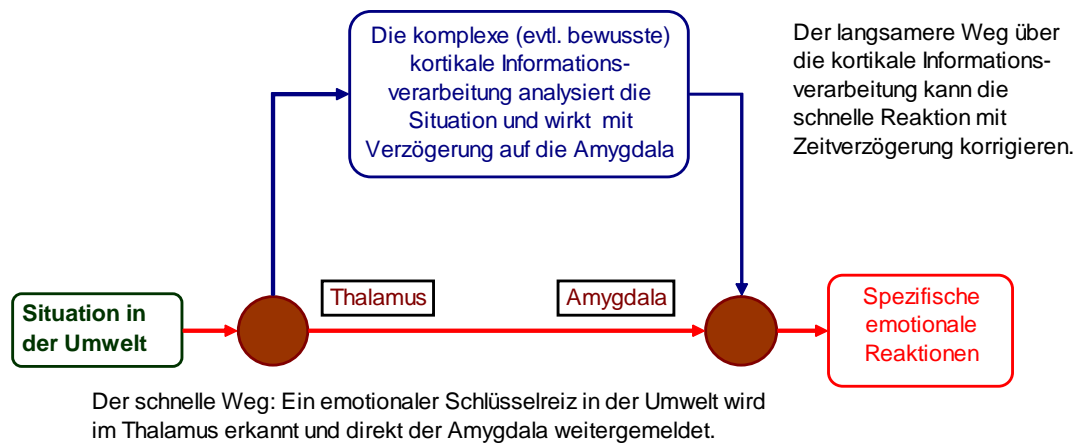 Die komplexe (evtl. bewusste)
kortikale Informations-
verarbeitung analysiert die
Situation und wirkt mit
Verzögerung auf die Amygdala
Der langsamere Weg über
die kortikale Informations-
verarbeitung kann die
schnelle Reaktion mit
Zeitverzögerung korrigieren.
Situation in
der Umwelt
Thalamus
Amygdala
Spezifische
emotionale
Reaktionen
Der schnelle Weg: Ein emotionaler Schlüsselreiz in der Umwelt wird
im Thalamus erkannt und direkt der Amygdala weitergemeldet.